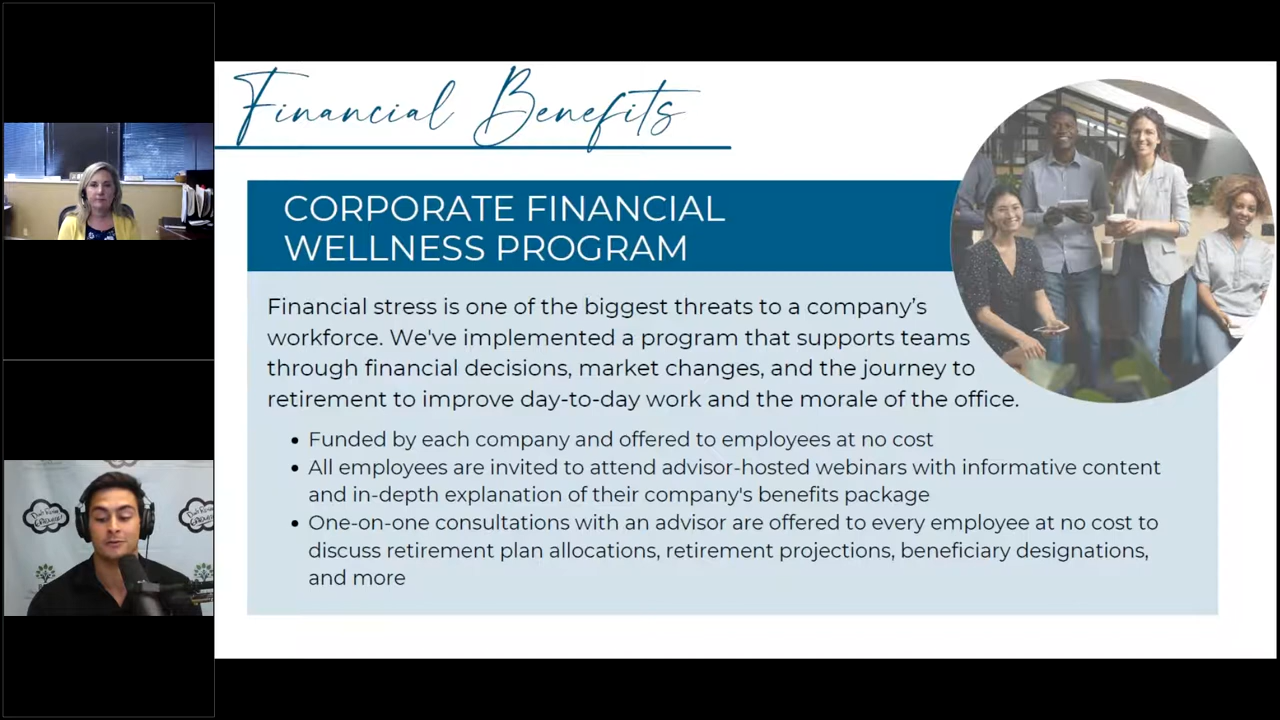 Financial Benefits
CORPORATE FINANCIAL
WELLNESS PROGRAM
Financial stress is one of the biggest threats to a company’s
workforce. We've implemented a program that supports teams
through financial decisions, market changes, and the journey to
retirement to improve day-to-day work and the morale of the office.
• Funded by each company and offered to employees at no cost
• All employees are invited to attend advisor-hosted webinars with informative content
and in-depth explanation of their company's benefits package
• One-on-one consultations with an advisor are offered to every employee at no cost to
discuss retirement plan allocations, retirement projections, beneficiary designations,
and more